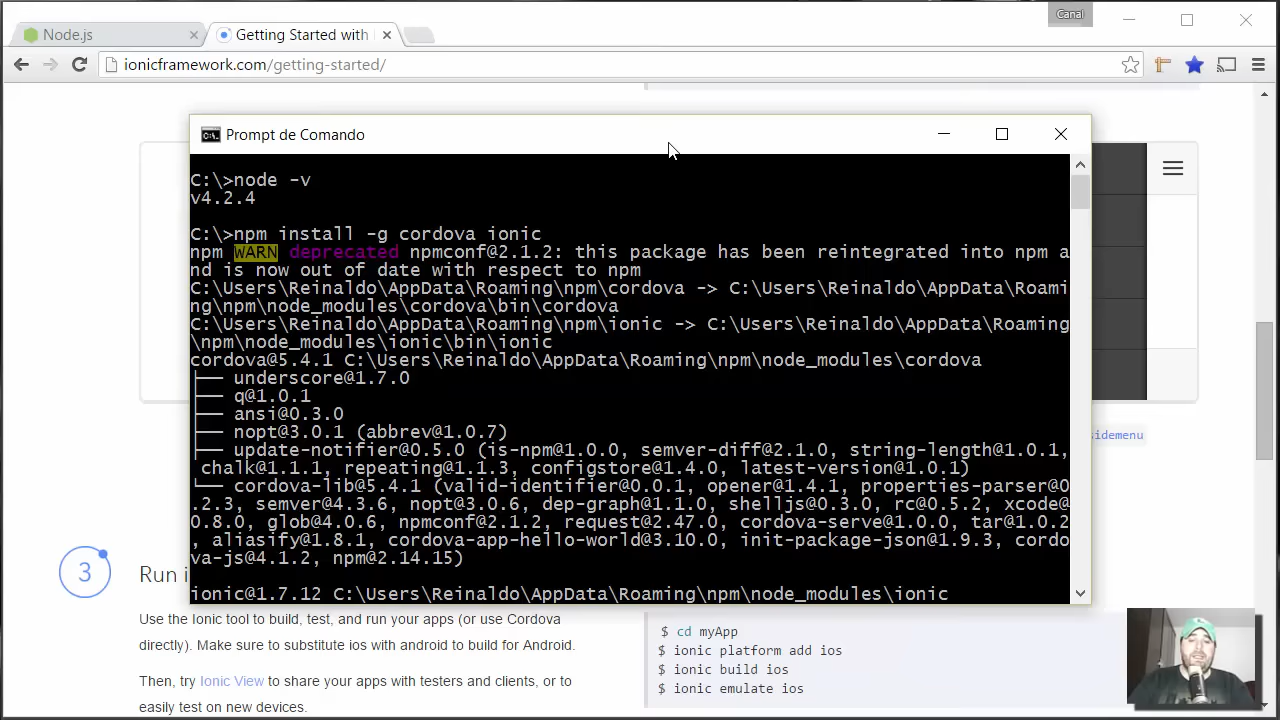 Canal
Node.js
Getting Started with
ionicframework.com/getting-started/
Prompt de Comando
C:\>node -v
v4.2.4
C:\>npm install -g cordova ionic
npm WARN deprecated npmconf@2.1.2: this package has been reintegrated into npm a
nd is now out of date with respect to npm
C:\Users\Reinaldo\AppData\Roaming\npm\cordova -> C:\Users\Reinaldo\AppData\Roami
ng\npm\node_modules\cordova\bin\cordova
C:\Users\Reinaldo\AppData\Roaming\npm\ionic -> C:\Users\Reinaldo\AppData\Roaming
\npm\node_modules\ionic\bin\ionic
cordova@5.4.1 C:\Users\Reinaldo\AppData\Roaming\npm\node_modules\cordova
├── underscore@1.7.0
├── q@1.0.1
├── ansi@0.3.0
├── nopt@3.0.1 (abbrev@1.0.7)
├── update-notifier@0.5.0 (is-npm@1.0.0, semver-diff@2.1.0, string-length@1.0.1,
chalk@1.1.1, repeating@1.1.3, configstore@1.4.0, latest-version@1.0.1)
└── cordova-lib@5.4.1 (valid-identifier@0.0.1, opener@1.4.1, properties-parser@0
.2.3, semver@4.3.6, nopt@3.0.6, dep-graph@1.1.0, shelljs@0.3.0, rc@0.5.2, xcode@
0.8.0, glob@4.0.6, npmconf@2.1.2, request@2.47.0, cordova-serve@1.0.0, tar@1.0.2
, aliasify@1.8.1, cordova-app-hello-world@3.10.0, init-package-json@1.9.3, cordo
va-js@4.1.2, npm@2.14.15)
ionic@1.7.12 C:\Users\Reinaldo\AppData\Roaming\npm\node_modules\ionic
sidemenu
3
Run i
Use the Ionic tool to build, test, and run your apps (or use Cordova
directly). Make sure to substitute ios with android to build for Android.
Then, try Ionic View to share your apps with testers and clients, or to
easily test on new devices.
$ cd myApp
$ ionic platform add ios
$ ionic build ios
$ ionic emulate ios